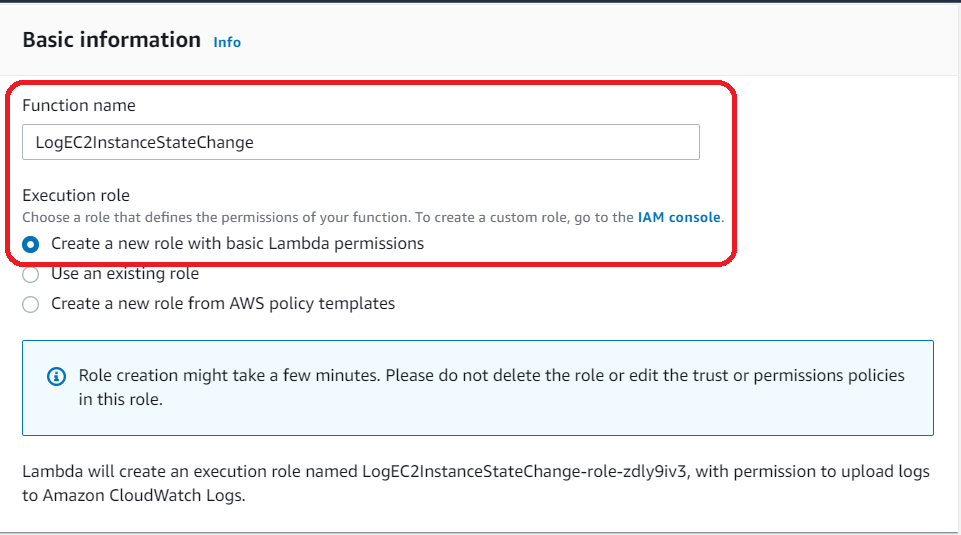 Basic information Info
Function name
LogEC2InstanceStateChange
Execution role
Choose a role that defines the permissions of your function. To create a custom role, go to the IAM console.
Create a new role with basic Lambda permissions
Use an existing role
Create a new role from AWS policy templates
Role creation might take a few minutes. Please do not delete the role or edit the trust or permissions policies
in this role.
Lambda will create an execution role named LogEC2InstanceStateChange-role-zdly9iv3, with permission to upload logs
to Amazon CloudWatch Logs.